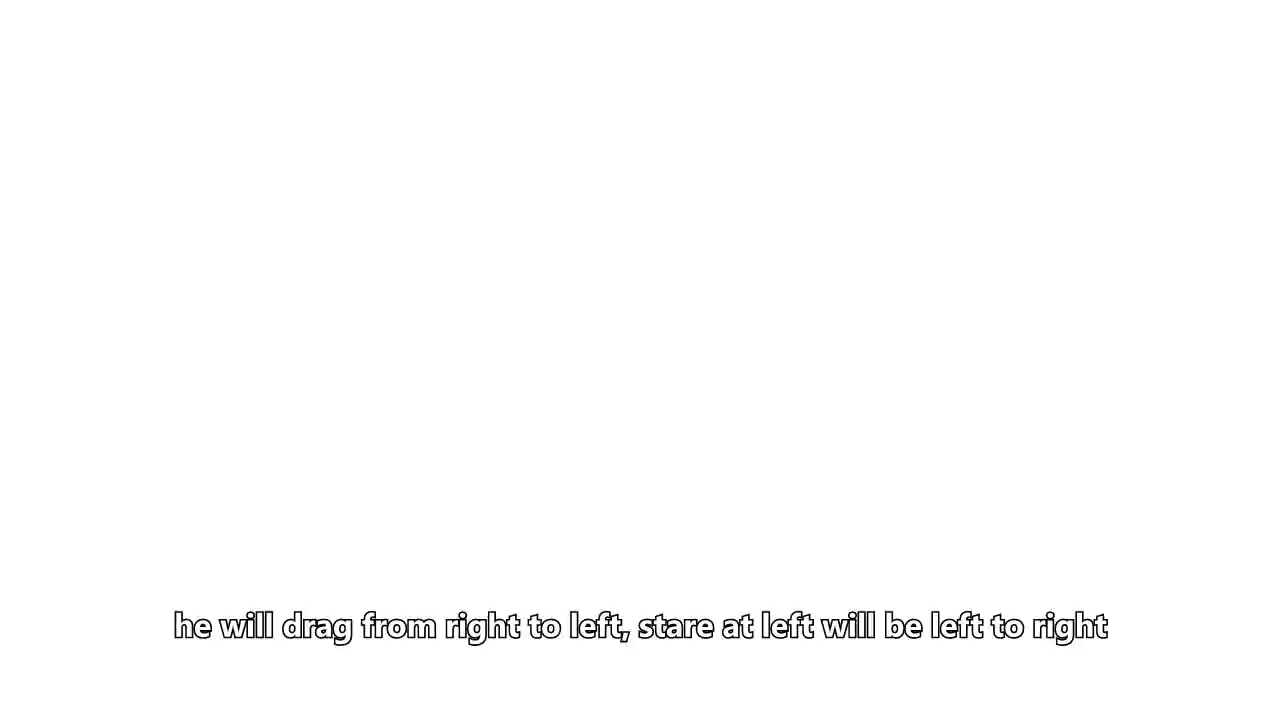 he will drag from right to left, stare at left will be left to right